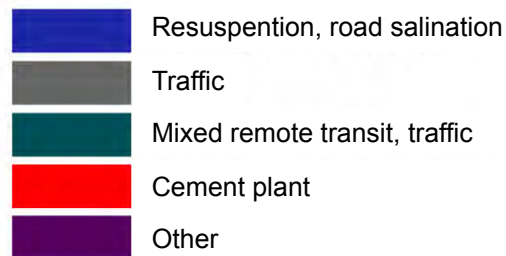 Resuspention, road salination
Traffic
Mixed remote transit, traffic
Cement plant
Other